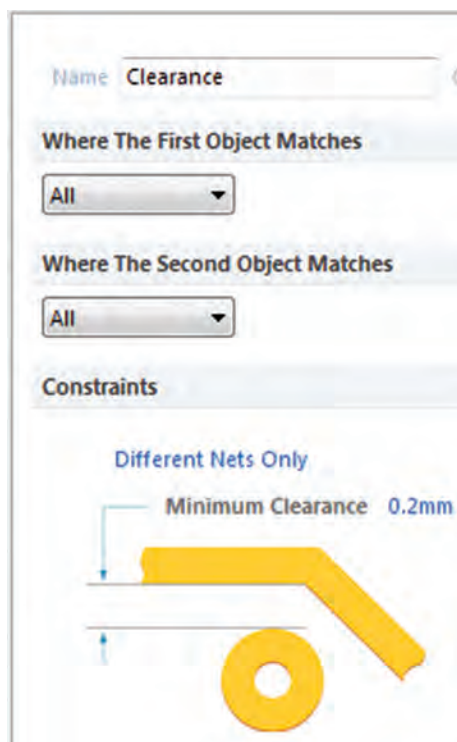 Name Clearance
Where The First Object Matches
All
Where The Second Object Matches
All
Constraints
Different Nets Only
Minimum Clearance 0.2mm